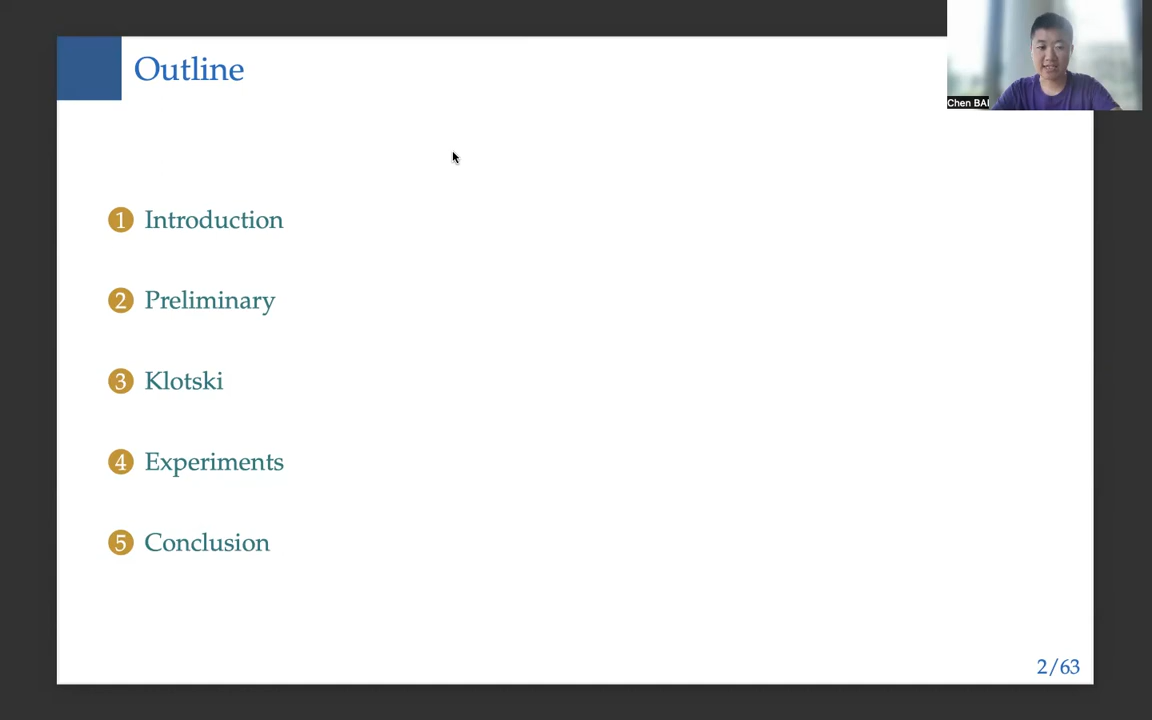 Outline
Chen BAI
1 Introduction
2 Preliminary
3 Klotski
4 Experiments
5 Conclusion
2/63